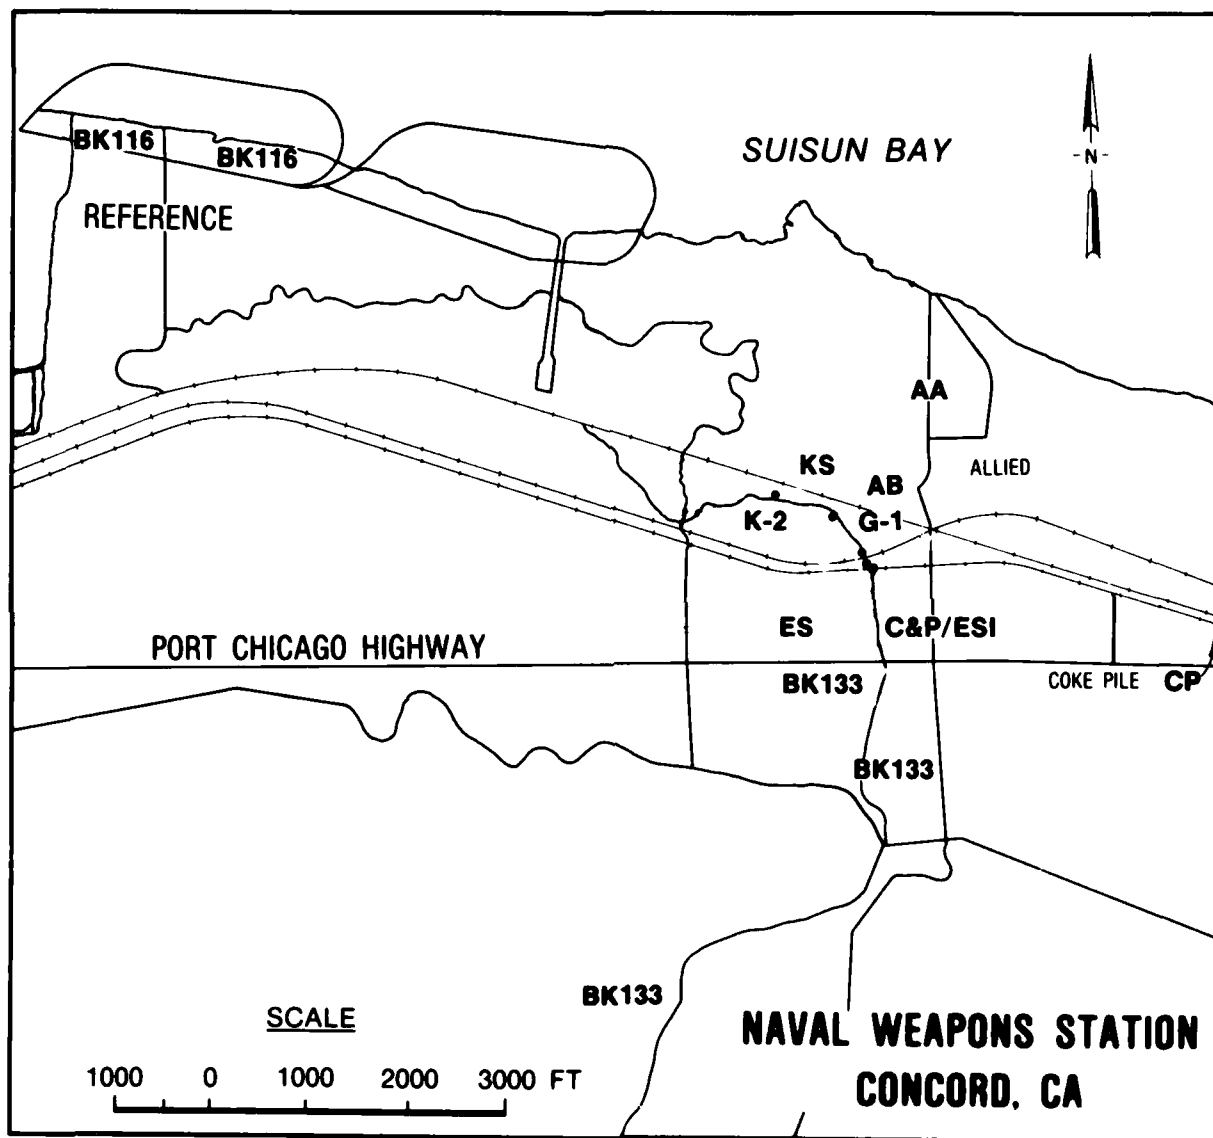 BK116
BK116
SUISUN BAY
-N-
REFERENCE
AA
KS
AB
ALLIED
K-2
G-1
ES
C&P/ESI
PORT CHICAGO HIGHWAY
BK133
COKE PILE
CP
BK133
BK133
SCALE
NAVAL WEAPONS STATION
CONCORD, CA
1000 0 1000 2000 3000 FT